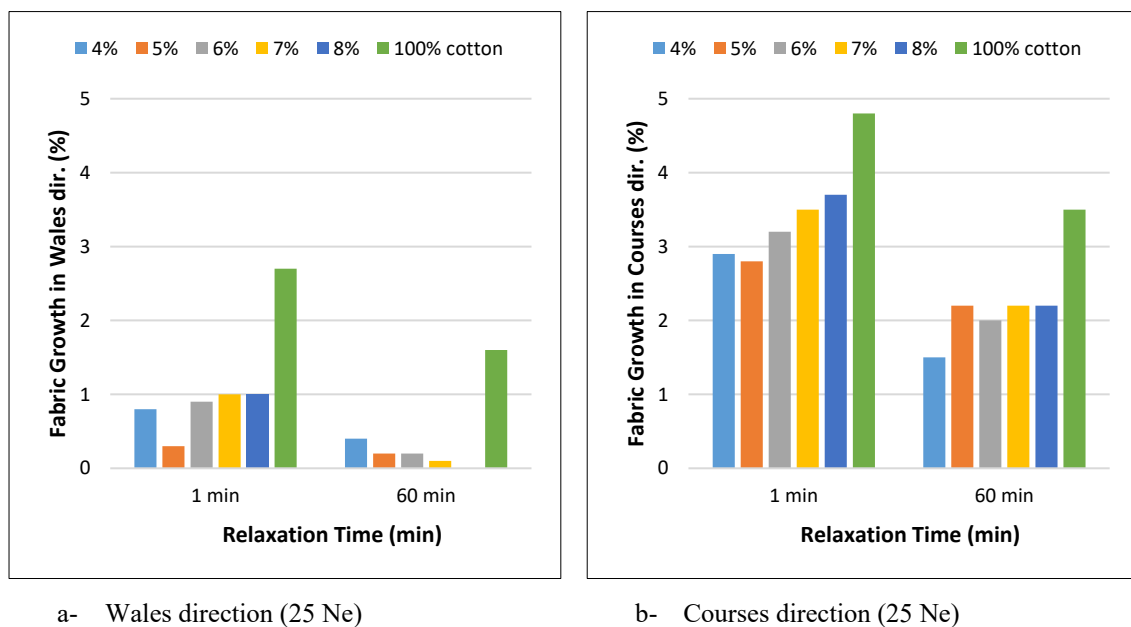 4% 5% 6% 7% 8% 100% cotton
Fabric Growth in Wales dir. (%)
5
4
3
2
1
0
1 min 60 min
Relaxation Time (min)
a- Wales direction (25 Ne)
4% 5% 6% 7% 8% 100% cotton
Fabric Growth in Courses dir. (%)
5
4
3
2
1
0
1 min 60 min
Relaxation Time (min)
b- Courses direction (25 Ne)